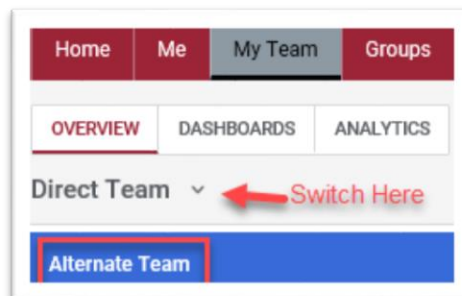 Home Me My Team Groups
OVERVIEW DASHBOARDS ANALYTICS
Direct Team Switch Here
Alternate Team